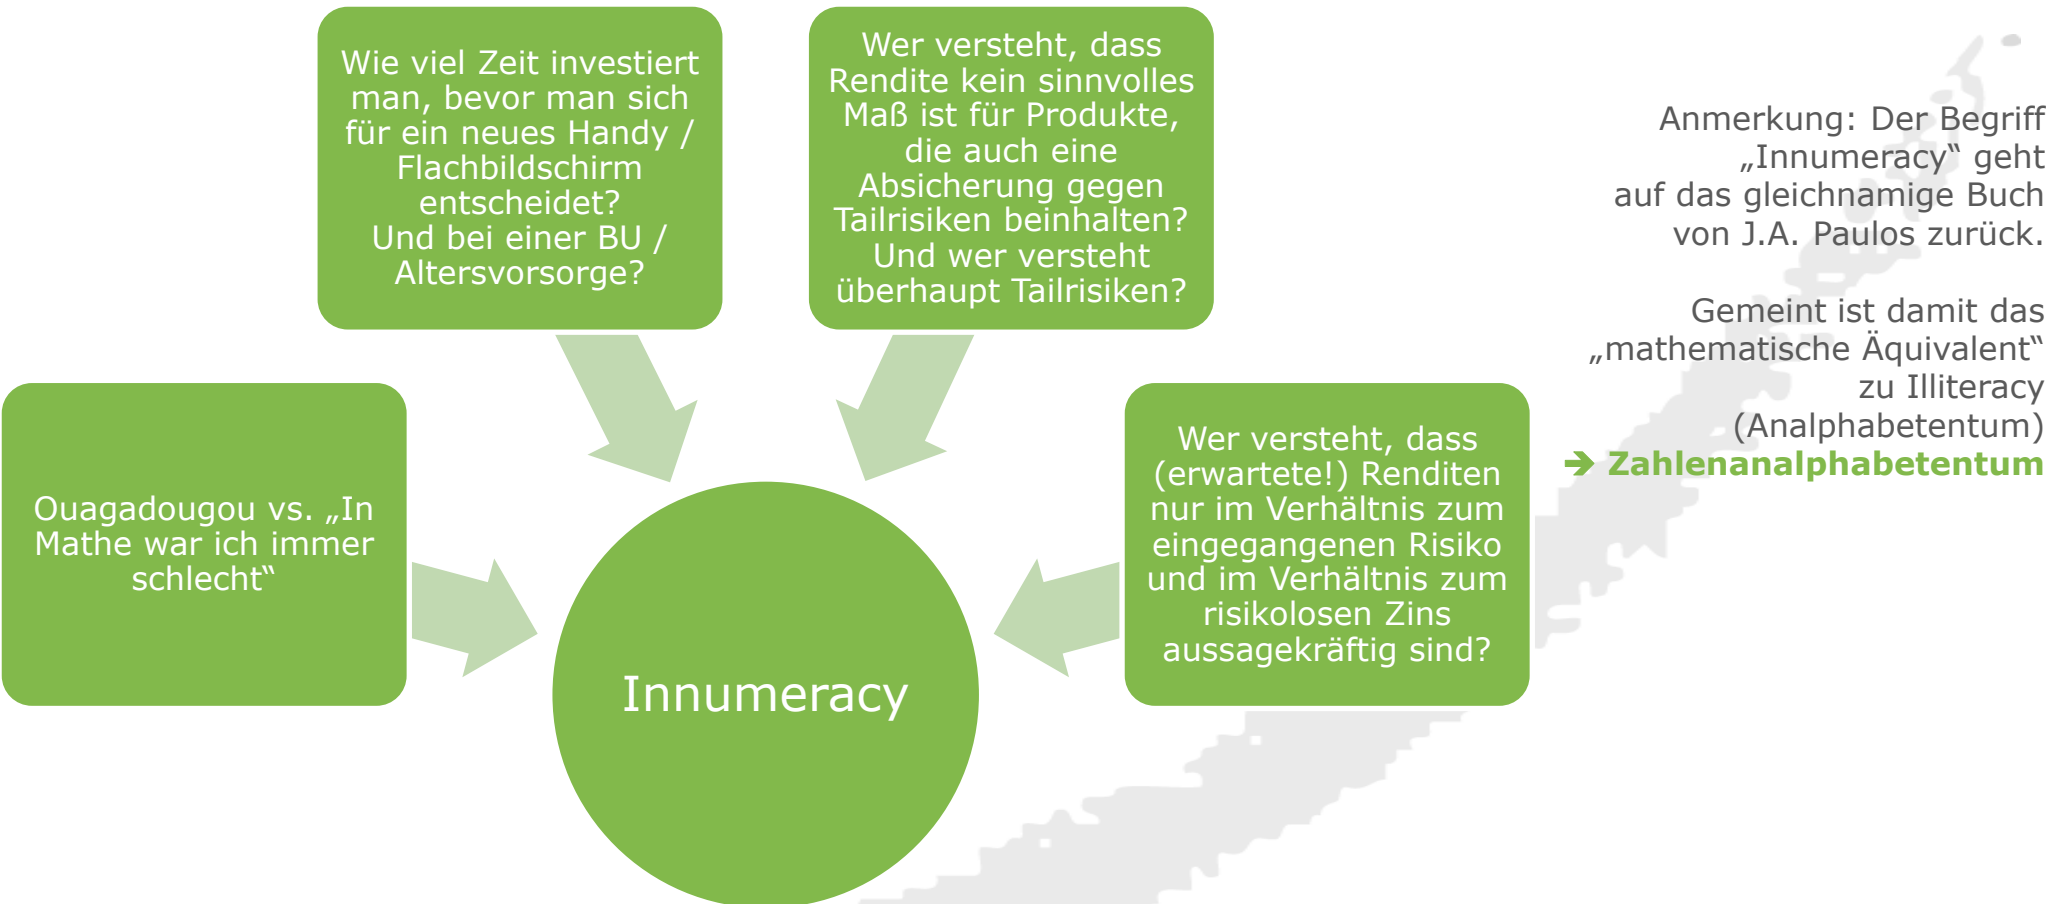 Wie viel Zeit investiert
man, bevor man sich
für ein neues Handy /
Flachbildschirm
entscheidet?
Und bei einer BU /
Altersvorsorge?
Wer versteht, dass
Rendite kein sinnvolles
Maß ist für Produkte,
die auch eine
Absicherung gegen
Tailrisiken beinhalten?
Und wer versteht
überhaupt Tailrisiken?
Anmerkung: Der Begriff
„Innumeracy“ geht
auf das gleichnamige Buch
von J.A. Paulos zurück.
Gemeint ist damit das
„mathematische Äquivalent“
zu Illiteracy
(Analphabetentum)
➔ Zahlenanalphabetentum
Ouagadougou vs. „In
Mathe war ich immer
schlecht“
Wer versteht, dass
(erwartete!) Renditen
nur im Verhältnis zum
eingegangenen Risiko
und im Verhältnis zum
risikolosen Zins
aussagekräftig sind?
Innumeracy